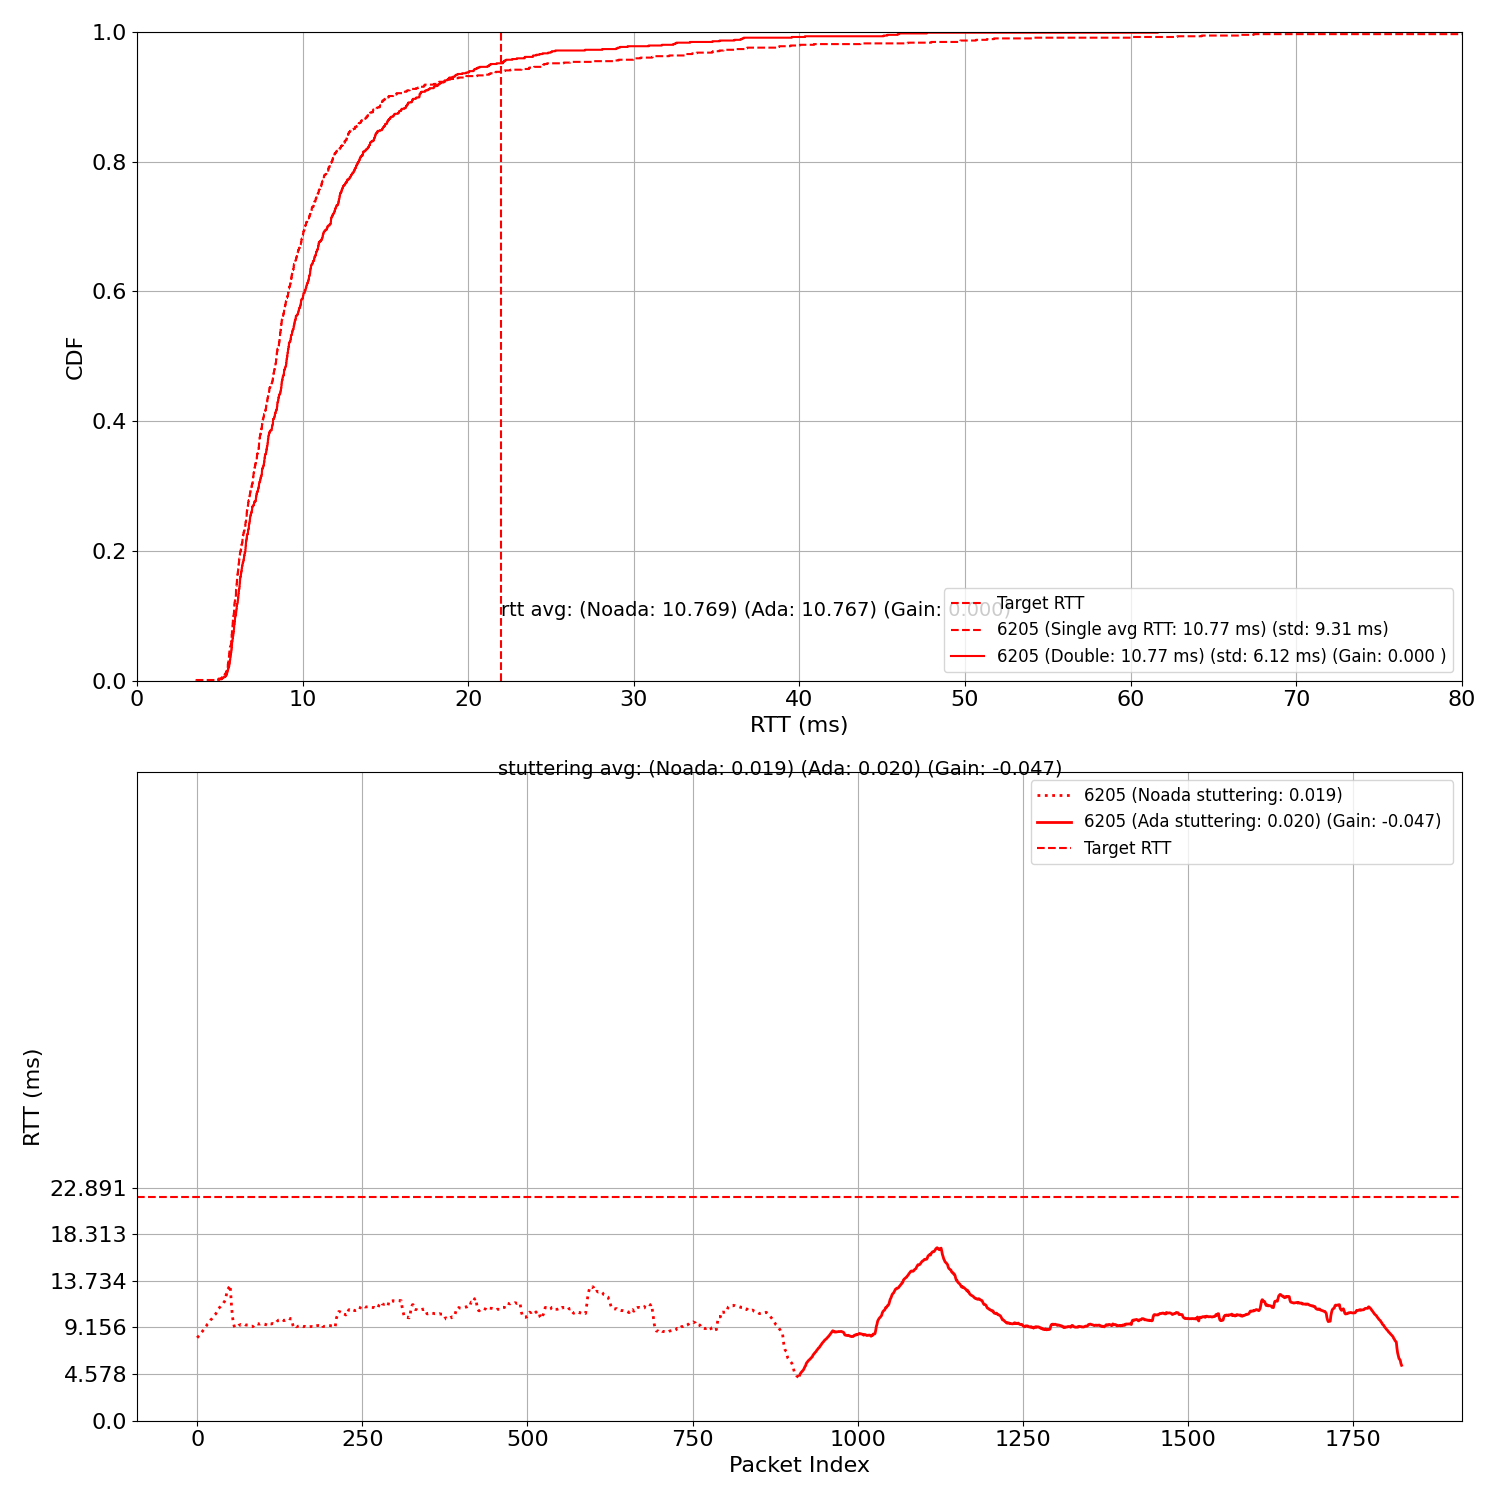 1.0
0.8
0.6
0.4
0.2
0.0
CDF
0 10 20 30 40 50 60 70 80
RTT (ms)
rtt avg: (Noada: 10.769) (Ada: 10.767) (Gain: 0.000)
Target RTT
6205 (Single avg RTT: 10.77 ms) (std: 9.31 ms)
6205 (Double: 10.77 ms) (std: 6.12 ms) (Gain: 0.000 )
stuttering avg: (Noada: 0.019) (Ada: 0.020) (Gain: -0.047)
6205 (Noada stuttering: 0.019)
6205 (Ada stuttering: 0.020) (Gain: -0.047)
Target RTT
RTT (ms)
22.891
18.313
13.734
9.156
4.578
0.0
0 250 500 750 1000 1250 1500 1750
Packet Index